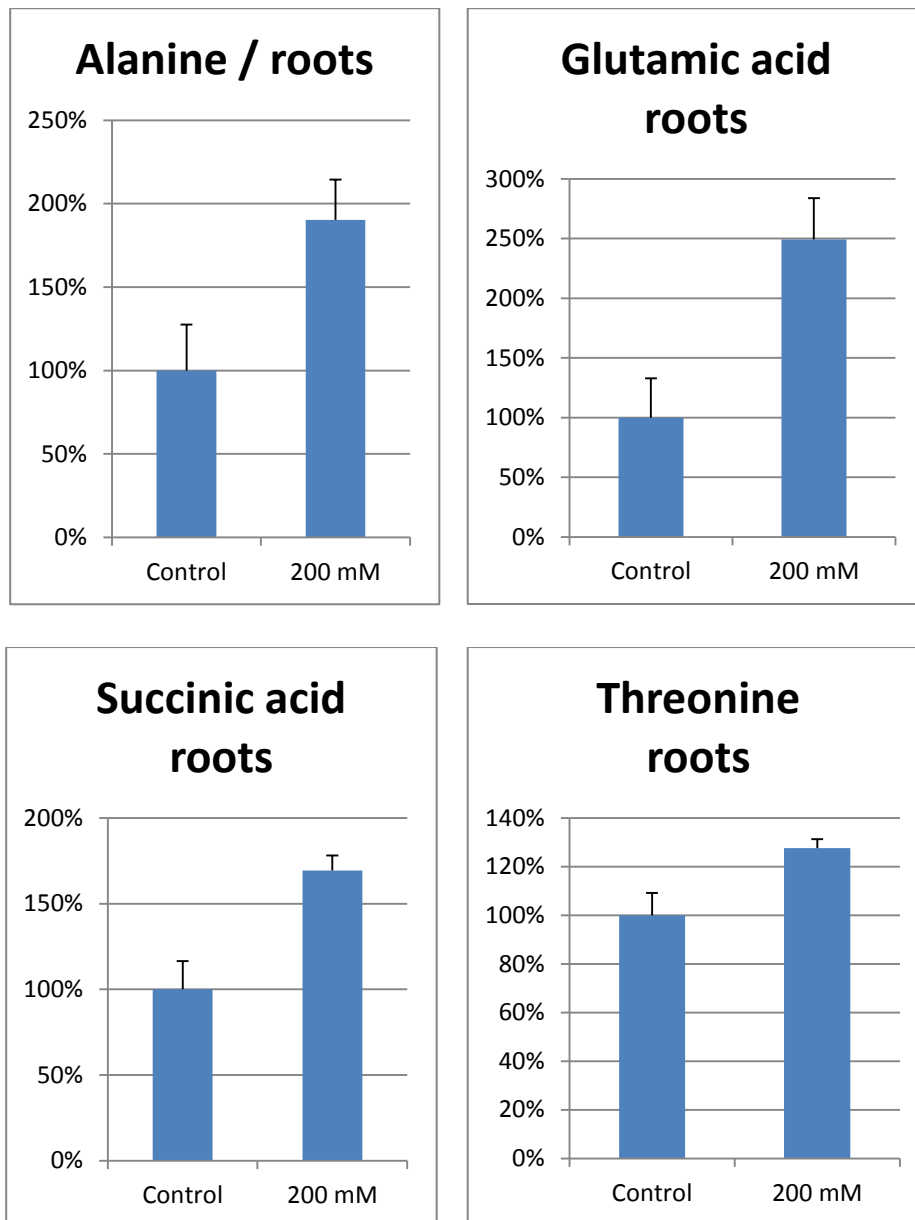 Alanine / roots
250%
200%
150%
100%
50%
0%
Control 200 mM
Glutamic acid
roots
300%
250%
200%
150%
100%
50%
0%
Control 200 mM
Succinic acid
roots
200%
150%
100%
50%
0%
Control 200 mM
Threonine
roots
140%
120%
100%
80%
60%
40%
20%
0%
Control 200 mM